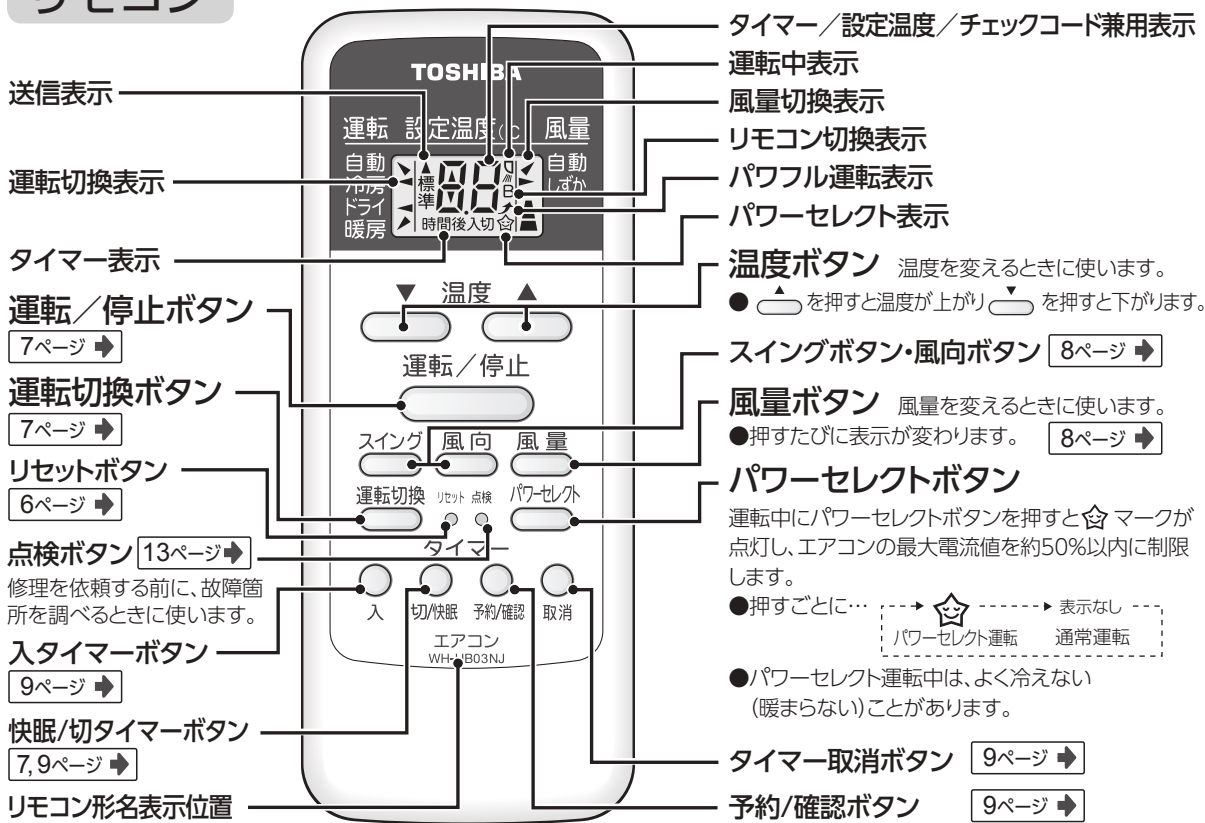 リモコン
送信表示
運転切換表示
タイマー表示
運転／停止ボタン
7ページ
運転切換ボタン
7ページ
リセットボタン
6ページ
点検ボタン 13ページ
修理を依頼する前に、故障箇
所を調べるときに使います。
入タイマーボタン
9ページ
快眠/切タイマーボタン
7, 9ページ
リモコン形名表示位置
TOSHIBA
運転 設定温度(℃ 風量
自動
冷房
ドライ
暖房
標準
8.8
B
時間後入切
自動
しずか
▼ 温度 ▲
運転／停止
スイング 風向 風量
運転切換 リセット 点検 パワーセレクト
タイマー
入 切/快眠 予約/確認 取消
エアコン
WH-UB03NJ
タイマー／設定温度／チェックコード兼用表示
運転中表示
風量切換表示
リモコン切換表示
パワフル運転表示
パワーセレクト表示
温度ボタン 温度を変えるときに使います。
●▲を押すと温度が上がり▼を押すと下がります。
スイングボタン・風向ボタン 8ページ
風量ボタン 風量を変えるときに使います。
●押すたびに表示が変わります。 8ページ
パワーセレクトボタン
運転中にパワーセレクトボタンを押すと マークが
点灯し、エアコンの最大電流値を約50%以内に制限
します。
●押すごとに… 表示なし
パワーセレクト運転 通常運転
●パワーセレクト運転中は、よく冷えない
（暖まらない）ことがあります。
タイマー取消ボタン 9ページ
予約/確認ボタン 9ページ